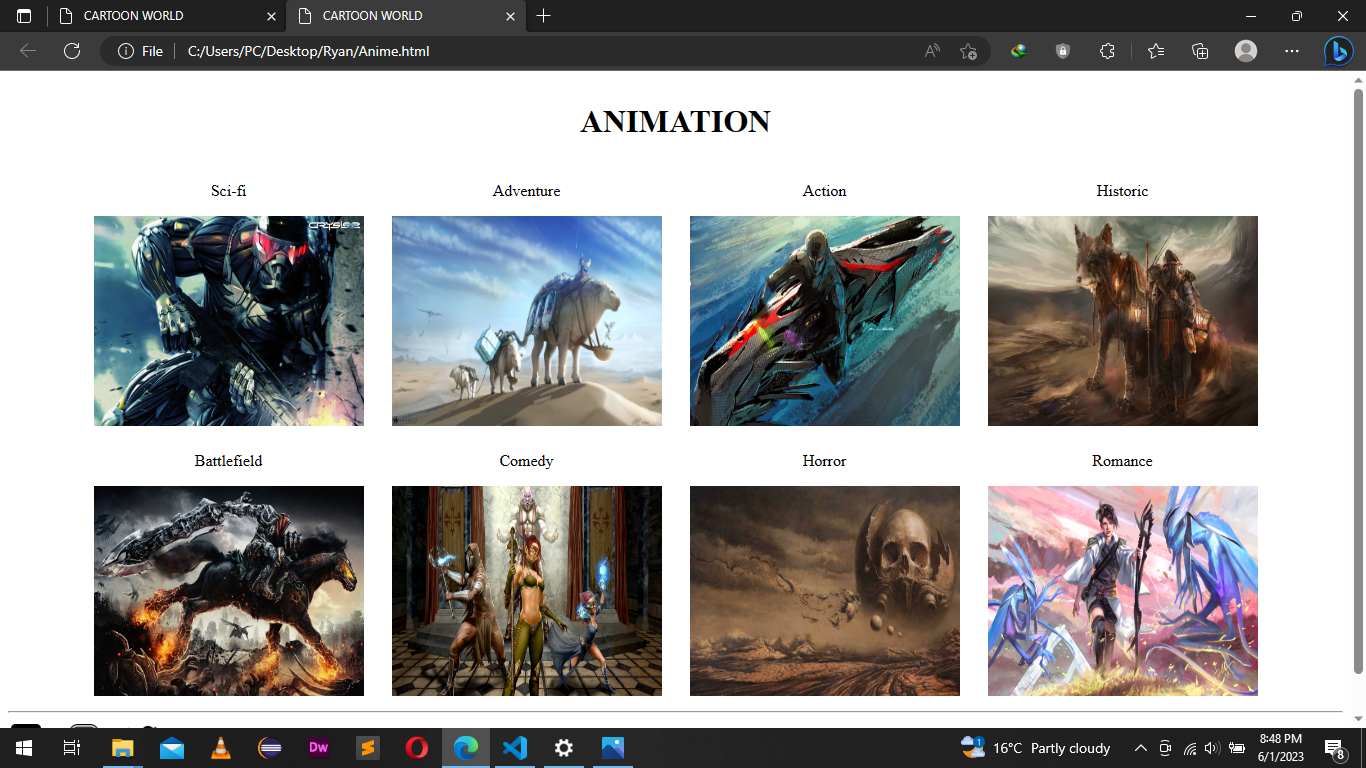 CARTOON WORLD
CARTOON WORLD
File
C:/Users/PC/Desktop/Ryan/Anime.html
ANIMATION
Sci-fi Adventure Action Historic
CRYSIS 2
Battlefield Comedy Horror Romance
Dw
1
16°C Partly cloudy
8:48 PM
6/1/2023
8